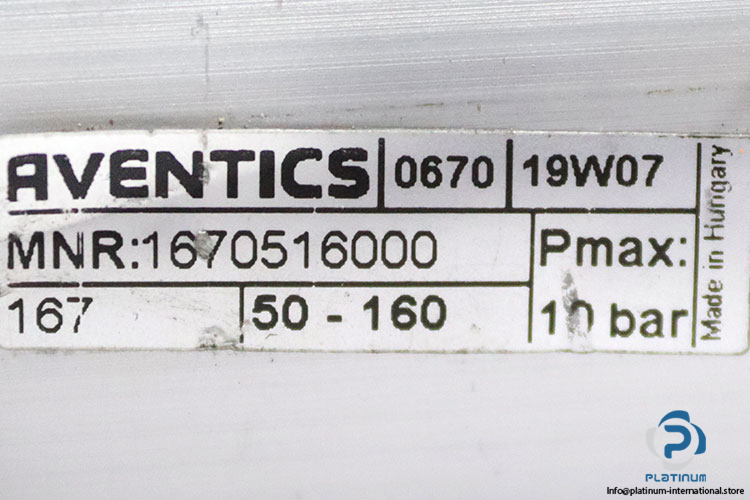 AVENTICS 0670 19W07
MNR:1670516000 Pmax:
167 50 - 160 10 bar
Made in Hungary
PLATINUM
Info@platinum-international.store